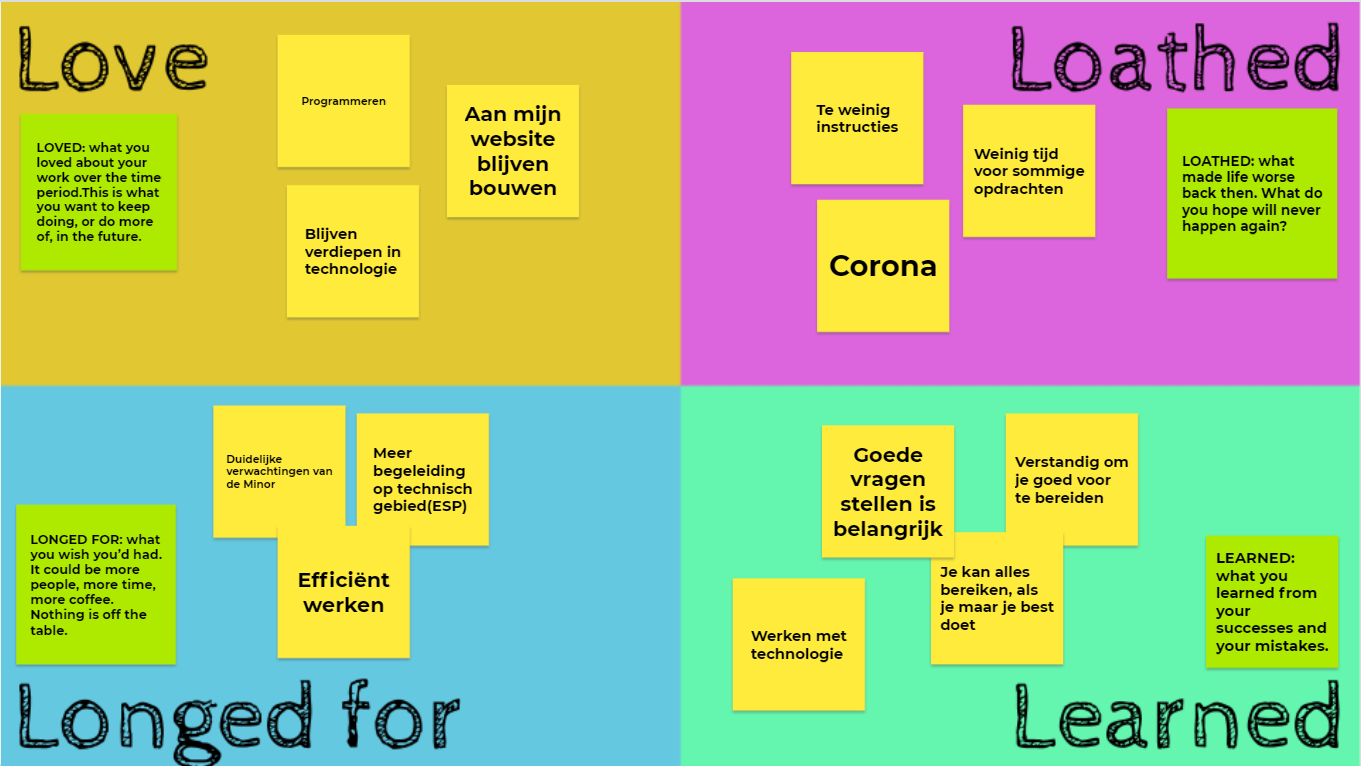 Love
Programmeren
Aan mijn
website
blijven
bouwen
LOVED: what you
loved about your
work over the time
period.This is what
you want to keep
doing, or do more
of, in the future.
Blijven
verdiepen in
technologie
Loathed
Te weinig
instructies
Weinig tijd
voor sommige
opdrachten
LOATHED: what
made life worse
back then. What do
you hope will never
happen again?
Corona
Duidelijke
verwachtingen van
de Minor
Meer
begeleiding
op technisch
gebied(ESP)
LONGED FOR: what
you wish you’d had.
It could be more
people, more time,
more coffee.
Nothing is off the
table.
Efficiënt
werken
Longed for
Goede
vragen
stellen is
belangrijk
Verstandig om
je goed voor
te bereiden
Je kan alles
bereiken, als
je maar je best
doet
Werken met
technologie
LEARNED:
what you
learned from
your
successes and
your mistakes.
Learned